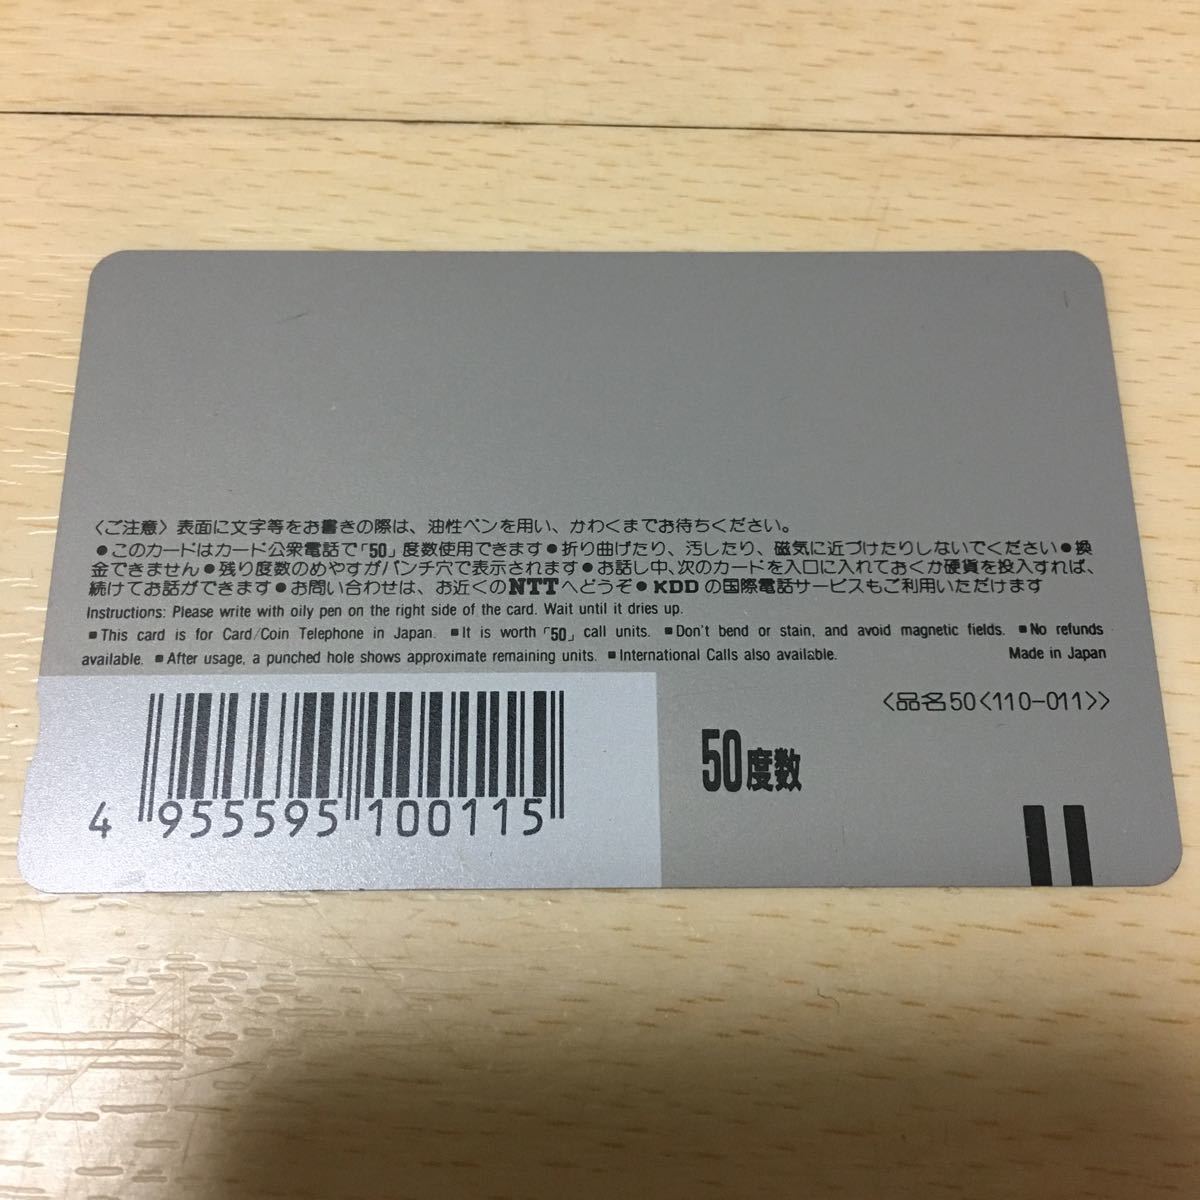 〈ご注意〉表面に文字等をお書きの際は、油性ペンを用い、かわくまでお待ちください。
●このカードはカード公衆電話で「50」度数使用できます●折り曲げたり、汚したり、磁気に近づけたりしないでください●換
金できません●残り度数のめやすがパンチ穴で表示されます●お話し中、次のカードを入口に入れておくか硬貨を投入すれば、
続けてお話ができます●お問い合わせは、お近くのNTTへどうぞ●KDDの国際電話サービスもご利用いただけます
Instructions: Please write with oily pen on the right side of the card. Wait until it dries up.
■This card is for Card/Coin Telephone in Japan. ■It is worth「50」call units. ■Don't bend or stain, and avoid magnetic fields. ■No refunds
available. ■After usage, a punched hole shows approximate remaining units. ■International Calls also available. Made in Japan
〈品名50〈110-011〉〉
50度数
4 955595 100115